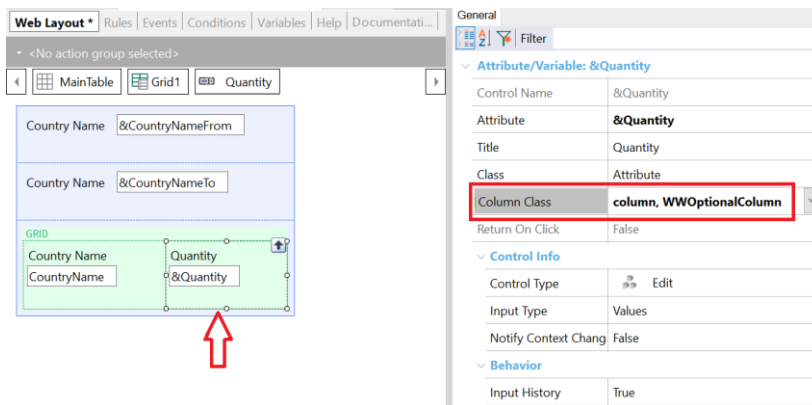 Web Layout * Rules Events Conditions Variables Help Documentati...
<No action group selected>
MainTable Grid1 Quantity
Country Name &CountryNameFrom
Country Name &CountryNameTo
GRID
Country Name Quantity
CountryName &Quantity
General
Filter
Attribute/Variable: &Quantity
Control Name &Quantity
Attribute &Quantity
Title Quantity
Class Attribute
Column Class column, WWOptionalColumn
Return On Click False
Control Info
Control Type Edit
Input Type Values
Notify Context Chang False
Behavior
Input History True